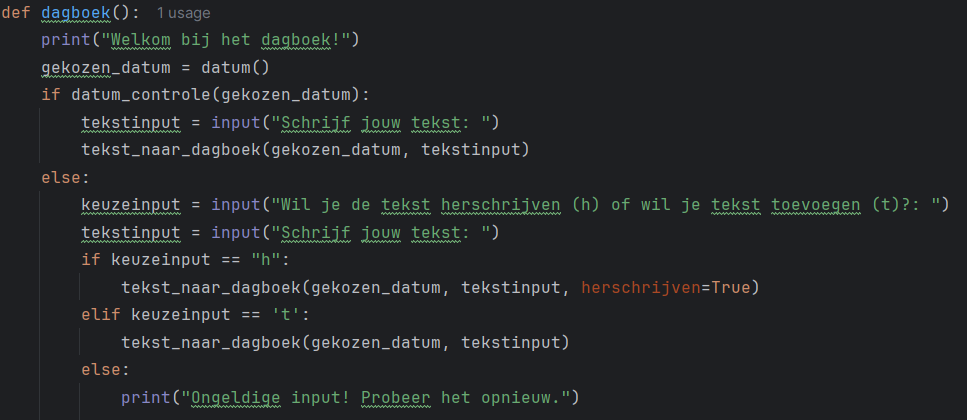 def dagboek(): 1 usage
    print("Welkom bij het dagboek!")
    gekozen_datum = datum()
    if datum_controle(gekozen_datum):
        tekstinput = input("Schrijf jouw tekst: ")
        tekst_naar_dagboek(gekozen_datum, tekstinput)
    else:
        keuzeinput = input("Wil je de tekst herschrijven (h) of wil je tekst toevoegen (t)?: ")
        tekstinput = input("Schrijf jouw tekst: ")
        if keuzeinput == "h":
            tekst_naar_dagboek(gekozen_datum, tekstinput, herschrijven=True)
        elif keuzeinput == 't':
            tekst_naar_dagboek(gekozen_datum, tekstinput)
        else:
            print("Ongeldige input! Probeer het opnieuw.")